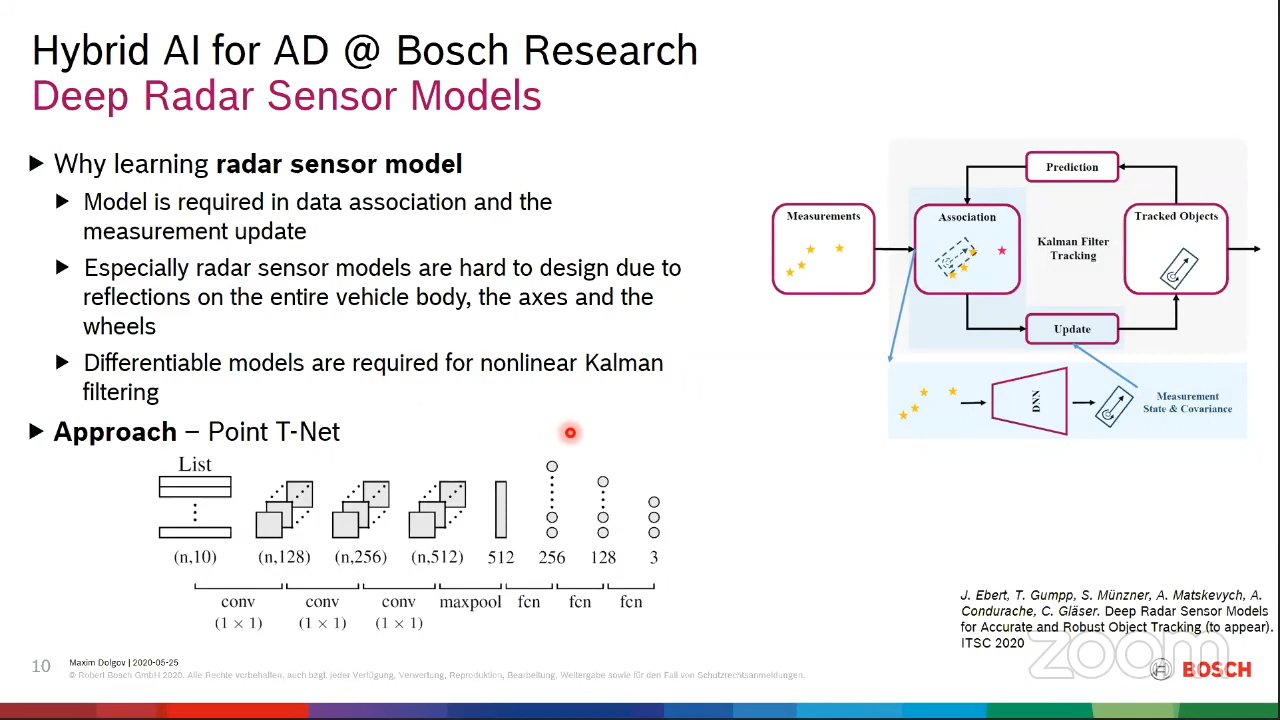 Hybrid AI for AD @ Bosch Research
Deep Radar Sensor Models
Why learning radar sensor model
Model is required in data association and the
measurement update
Especially radar sensor models are hard to design due to
reflections on the entire vehicle body, the axes and the
wheels
Differentiable models are required for nonlinear Kalman
filtering
Approach – Point T-Net
List
(n,10) (n,128) (n,256) (n,512) 512 256 128 3
conv conv conv maxpool fcn fcn fcn
(1 × 1) (1 × 1) (1 × 1)
Prediction
Measurements
Association
Tracked Objects
Kalman Filter
Tracking
Update
DNN
Measurement
State & Covariance
J. Ebert, T. Gumpp, S. Münzner, A. Matskevych, A.
Condurache, C. Gläser. Deep Radar Sensor Models
for Accurate and Robust Object Tracking (to appear).
ITSC 2020
zoom
BOSCH
10
Maxim Dolgov | 2020-05-25
© Robert Bosch GmbH 2020. Alle Rechte vorbehalten, auch bzgl. jeder Verfügung, Verwertung, Reproduktion, Bearbeitung, Weitergabe sowie für den Fall von Schutzrechtsanmeldungen.